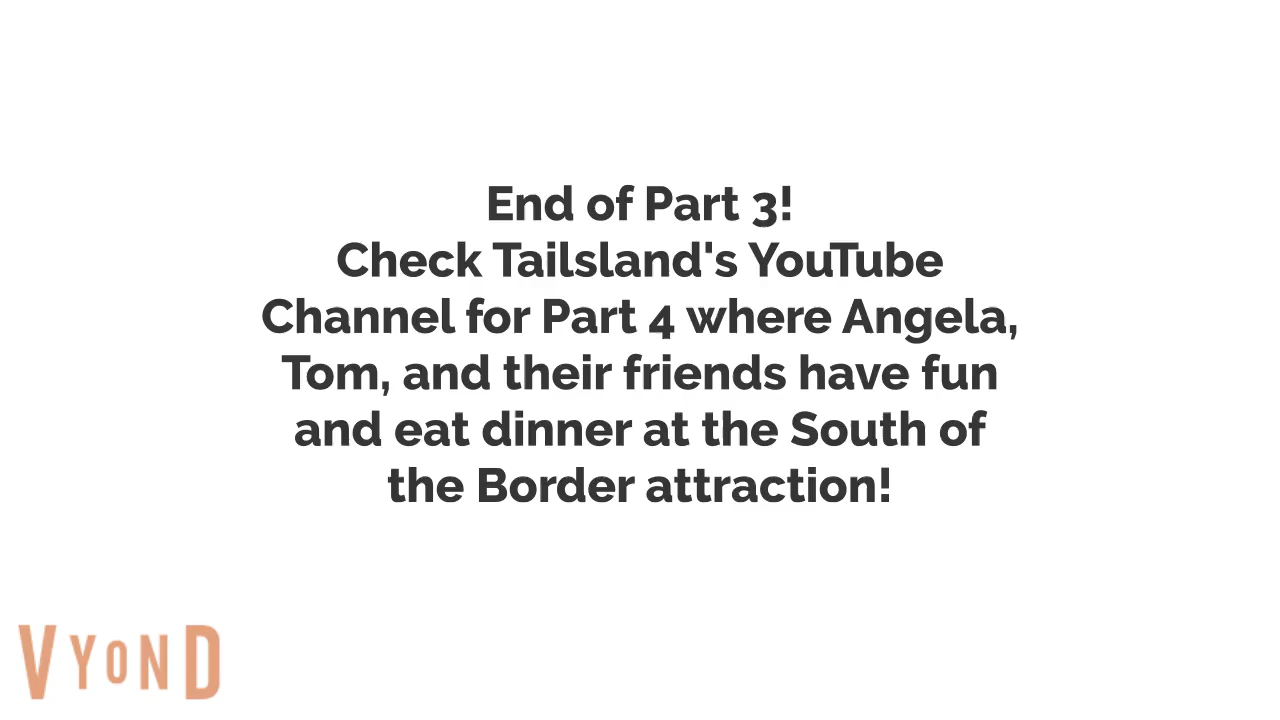 End of Part 3!
Check Tailsland's YouTube
Channel for Part 4 where Angela,
Tom, and their friends have fun
and eat dinner at the South of
the Border attraction!
VYOND